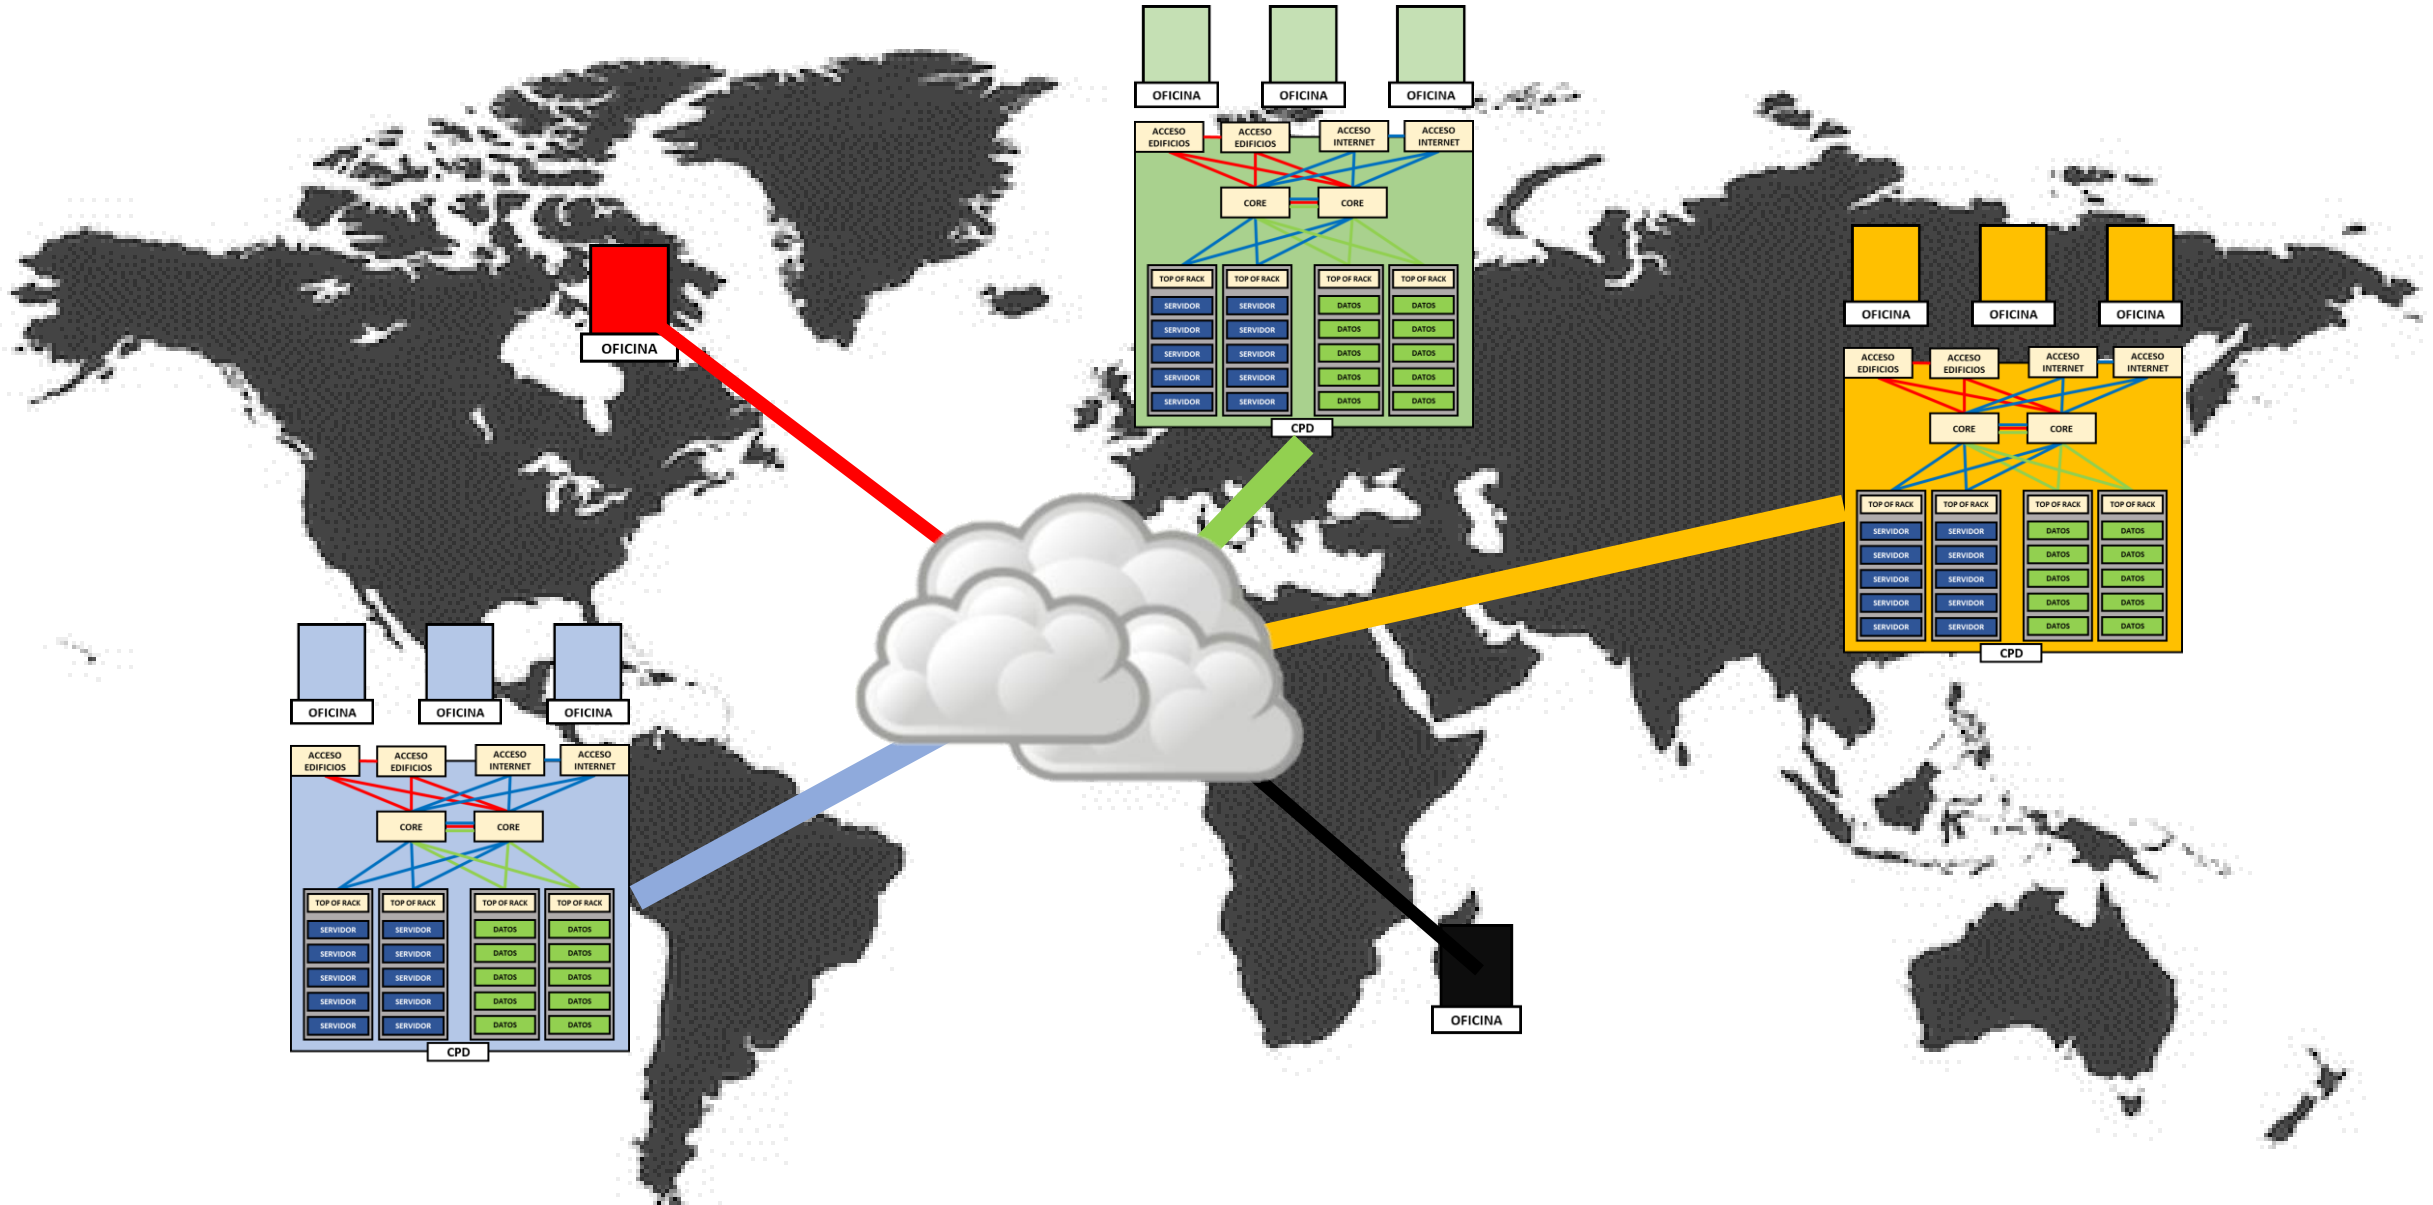 OFICINA OFICINA OFICINA
ACCESO EDIFICIOS ACCESO EDIFICIOS ACCESO INTERNET ACCESO INTERNET
CORE CORE
TOP OF RACK TOP OF RACK TOP OF RACK TOP OF RACK
SERVIDOR SERVIDOR DATOS DATOS
SERVIDOR SERVIDOR DATOS DATOS
SERVIDOR SERVIDOR DATOS DATOS
SERVIDOR SERVIDOR DATOS DATOS
SERVIDOR SERVIDOR DATOS DATOS
CPD
OFICINA
OFICINA OFICINA OFICINA
ACCESO EDIFICIOS ACCESO EDIFICIOS ACCESO INTERNET ACCESO INTERNET
CORE CORE
TOP OF RACK TOP OF RACK TOP OF RACK TOP OF RACK
SERVIDOR SERVIDOR DATOS DATOS
SERVIDOR SERVIDOR DATOS DATOS
SERVIDOR SERVIDOR DATOS DATOS
SERVIDOR SERVIDOR DATOS DATOS
SERVIDOR SERVIDOR DATOS DATOS
CPD
OFICINA OFICINA OFICINA
ACCESO EDIFICIOS ACCESO EDIFICIOS ACCESO INTERNET ACCESO INTERNET
CORE CORE
TOP OF RACK TOP OF RACK TOP OF RACK TOP OF RACK
SERVIDOR SERVIDOR DATOS DATOS
SERVIDOR SERVIDOR DATOS DATOS
SERVIDOR SERVIDOR DATOS DATOS
SERVIDOR SERVIDOR DATOS DATOS
SERVIDOR SERVIDOR DATOS DATOS
CPD
OFICINA